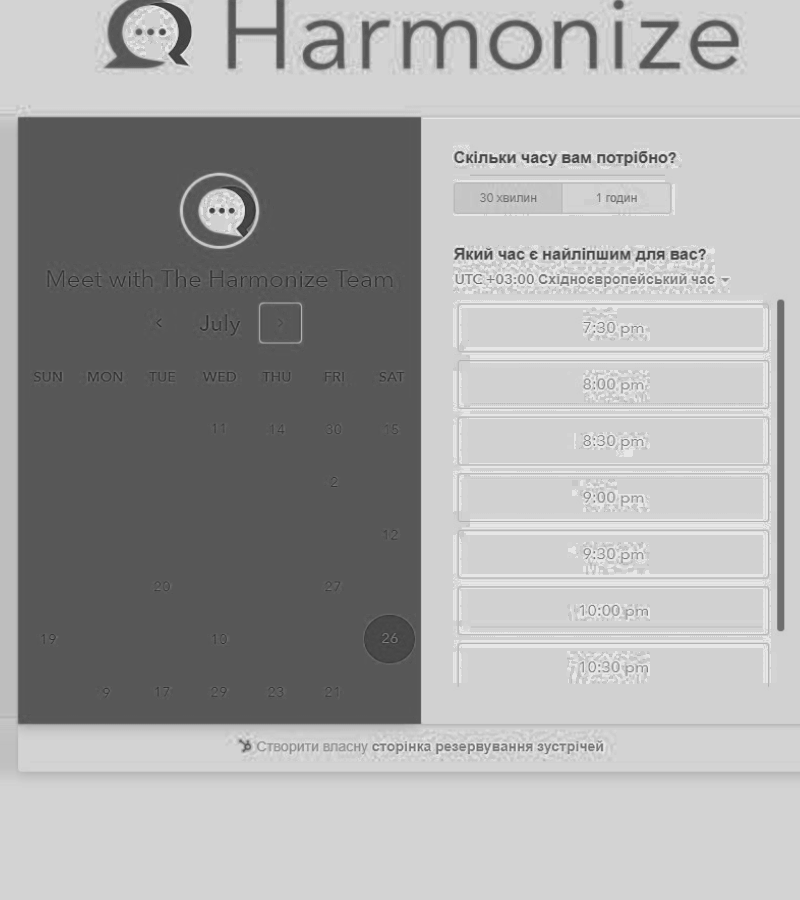 Harmonize
Meet with The Harmonize Team
< July >
SUN MON TUE WED THU FRI SAT
11 14 30 15
2
12
20 27
19 10 26
9 17 29 23 21
Скільки часу вам потрібно?
30 хвилин 1 годин
Який час є найліпшим для вас?
UTC +03:00 Східноєвропейський час
7:30 pm
8:00 pm
8:30 pm
9:00 pm
9:30 pm
10:00 pm
10:30 pm
Створити власну сторінка резервування зустрічей